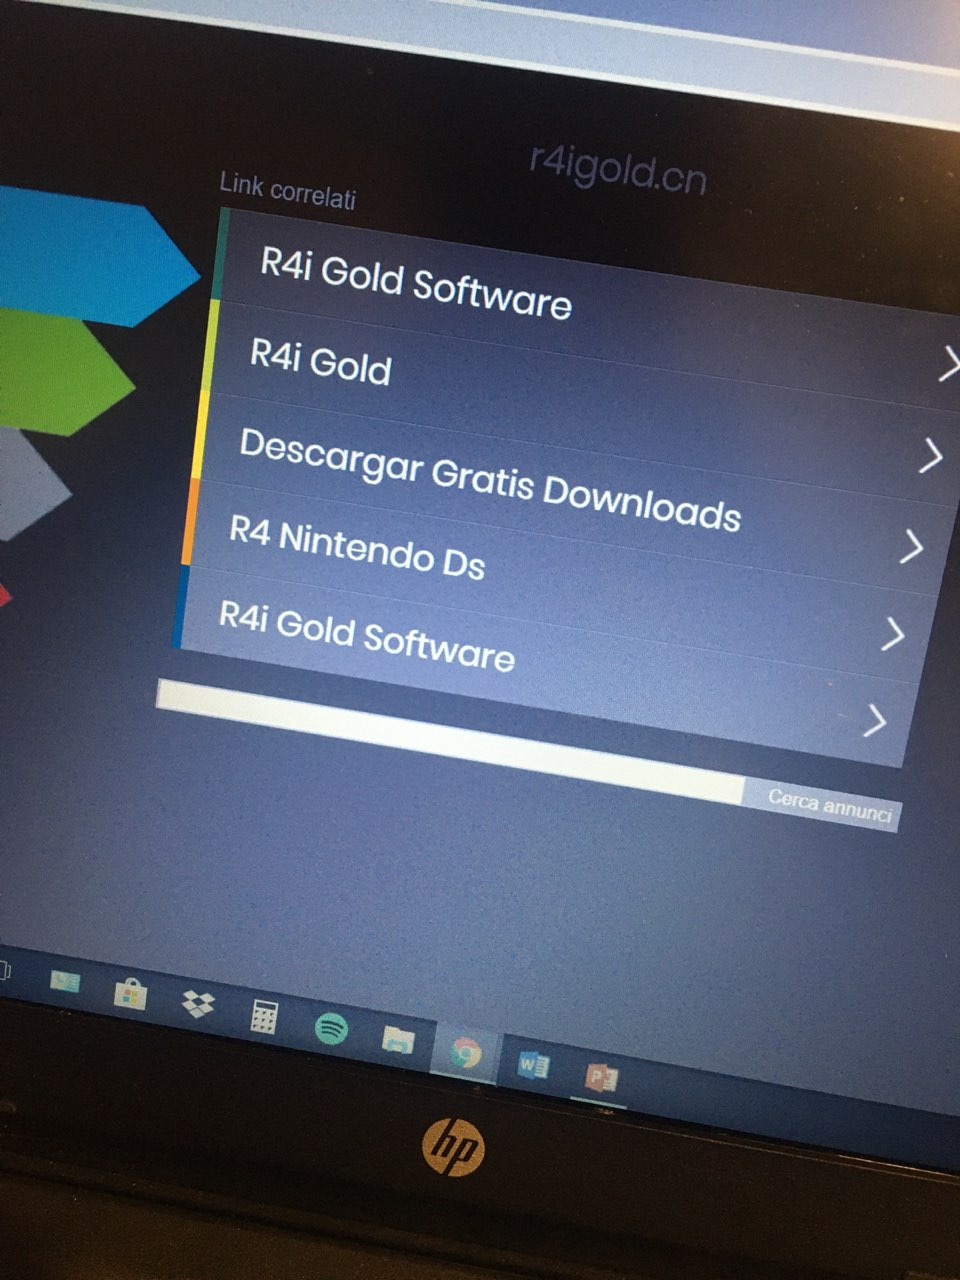 r4igold.cn
Link correlati
R4i Gold Software
R4i Gold
Descargar Gratis Downloads
R4 Nintendo Ds
R4i Gold Software
Cerca annunci
W
P
hp